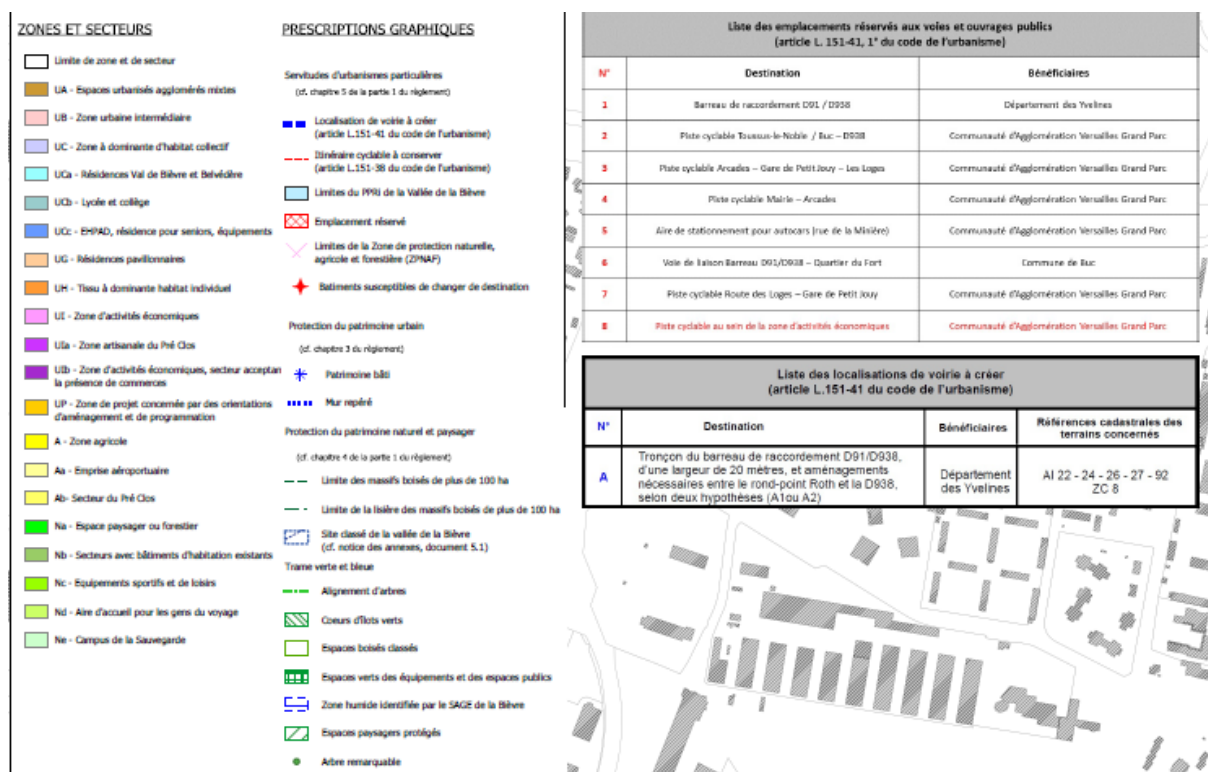 ZONES ET SECTEURS
Limite de zone et de secteur
UA - Espaces urbanisés agglomérés mixtes
UB - Zone urbaine intermédiaire
UC - Zone à dominante d'habitat collectif
UCa - Résidences Val de Bièvre et Belvédère
UCb - Lycée et collège
UCc - EHPAD, résidence pour seniors, équipements
UG - Résidences pavillonnaires
UH - Tissu à dominante habitat individuel
UI - Zone d'activités économiques
UIa - Zone artisanale du Pré Clos
UIb - Zone d'activités économiques, secteur acceptan
la présence de commerces
UP - Zone de projet concernée par des orientations
d'aménagement et de programmation
A - Zone agricole
Aa - Emprise aéroportuaire
Ab- Secteur du Pré Clos
Na - Espace paysager ou forestier
Nb - Secteurs avec bâtiments d'habitation existants
Nc - Equipements sportifs et de loisirs
Nd - Aire d'accueil pour les gens du voyage
Ne - Campus de la Sauvegarde
PRESCRIPTIONS GRAPHIQUES
Servitudes d'urbanismes particulières
(cf. chapitre 5 de la partie 1 du règlement)
Localisation de voirie à créer
(article L.151-41 du code de l'urbanisme)
Itinéraire cyclable à conserver
(article L.151-38 du code de l'urbanisme)
Limites du PPRI de la Vallée de la Bièvre
Emplacement réservé
Limites de la Zone de protection naturelle,
agricole et forestière (ZPNAF)
Batiments susceptibles de changer de destination
Protection du patrimoine urbain
(cf. chapitre 3 du règlement)
Patrimoine bâti
Mur repéré
Protection du patrimoine naturel et paysager
(cf. chapitre 4 de la partie 1 du règlement)
Limite des massifs boisés de plus de 100 ha
Limite de la lisière des massifs boisés de plus de 100 ha
Site classé de la vallée de la Bièvre
(cf. notice des annexes, document 5.1)
Trame verte et bleue
Alignement d'arbres
Coeurs d'îlots verts
Espaces boisés classés
Espaces verts des équipements et des espaces publics
Zone humide identifiée par le SAGE de la Bièvre
Espaces paysagers protégés
Arbre remarquable
Liste des emplacements réservés aux voies et ouvrages publics
(article L. 151-41, 1° du code de l'urbanisme)
N° Destination Bénéficiaires
1 Barreau de raccordement D91 / D938 Département des Yvelines
2 Piste cyclable Toussus-le-Noble / Buc – D938 Communauté d'Agglomération Versailles Grand Parc
3 Piste cyclable Arcades – Gare de Petit Jouy – Les Loges Communauté d'Agglomération Versailles Grand Parc
4 Piste cyclable Mairie – Arcades Communauté d'Agglomération Versailles Grand Parc
5 Aire de stationnement pour autocars (rue de la Minière) Communauté d'Agglomération Versailles Grand Parc
6 Voie de liaison Barreau D91/D938 – Quartier du Fort Commune de Buc
7 Piste cyclable Route des Loges – Gare de Petit Jouy Communauté d'Agglomération Versailles Grand Parc
8 Piste cyclable au sein de la zone d'activités économiques Communauté d'Agglomération Versailles Grand Parc
Liste des localisations de voirie à créer
(article L.151-41 du code de l'urbanisme)
N° Destination Bénéficiaires Références cadastrales des
terrains concernés
Tronçon du barreau de raccordement D91/D938,
d'une largeur de 20 mètres, et aménagements
A nécessaires entre le rond-point Roth et la D938, Département AI 22 - 24 - 26 - 27 - 92
selon deux hypothèses (A1ou A2) des Yvelines ZC 8